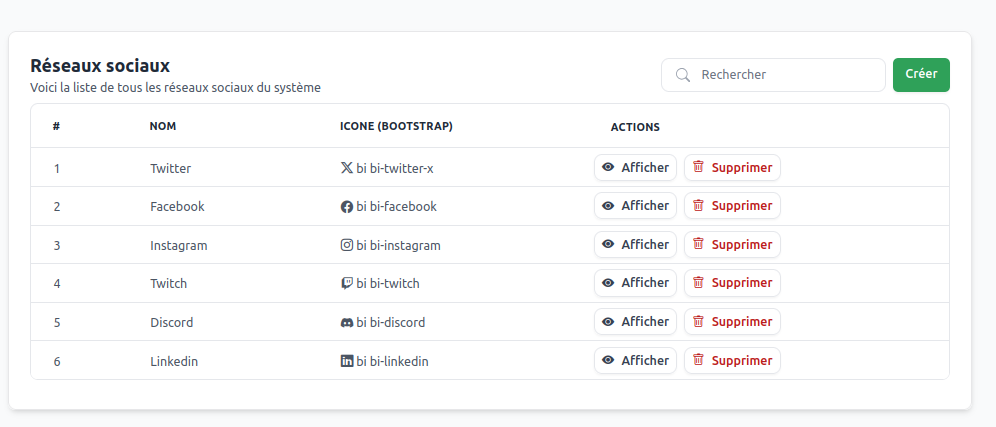 Réseaux sociaux
Voici la liste de tous les réseaux sociaux du système
Rechercher
Créer
# NOM ICONE (BOOTSTRAP) ACTIONS
1 Twitter bi bi-twitter-x Afficher Supprimer
2 Facebook bi bi-facebook Afficher Supprimer
3 Instagram bi bi-instagram Afficher Supprimer
4 Twitch bi bi-twitch Afficher Supprimer
5 Discord bi bi-discord Afficher Supprimer
6 Linkedin bi bi-linkedin Afficher Supprimer